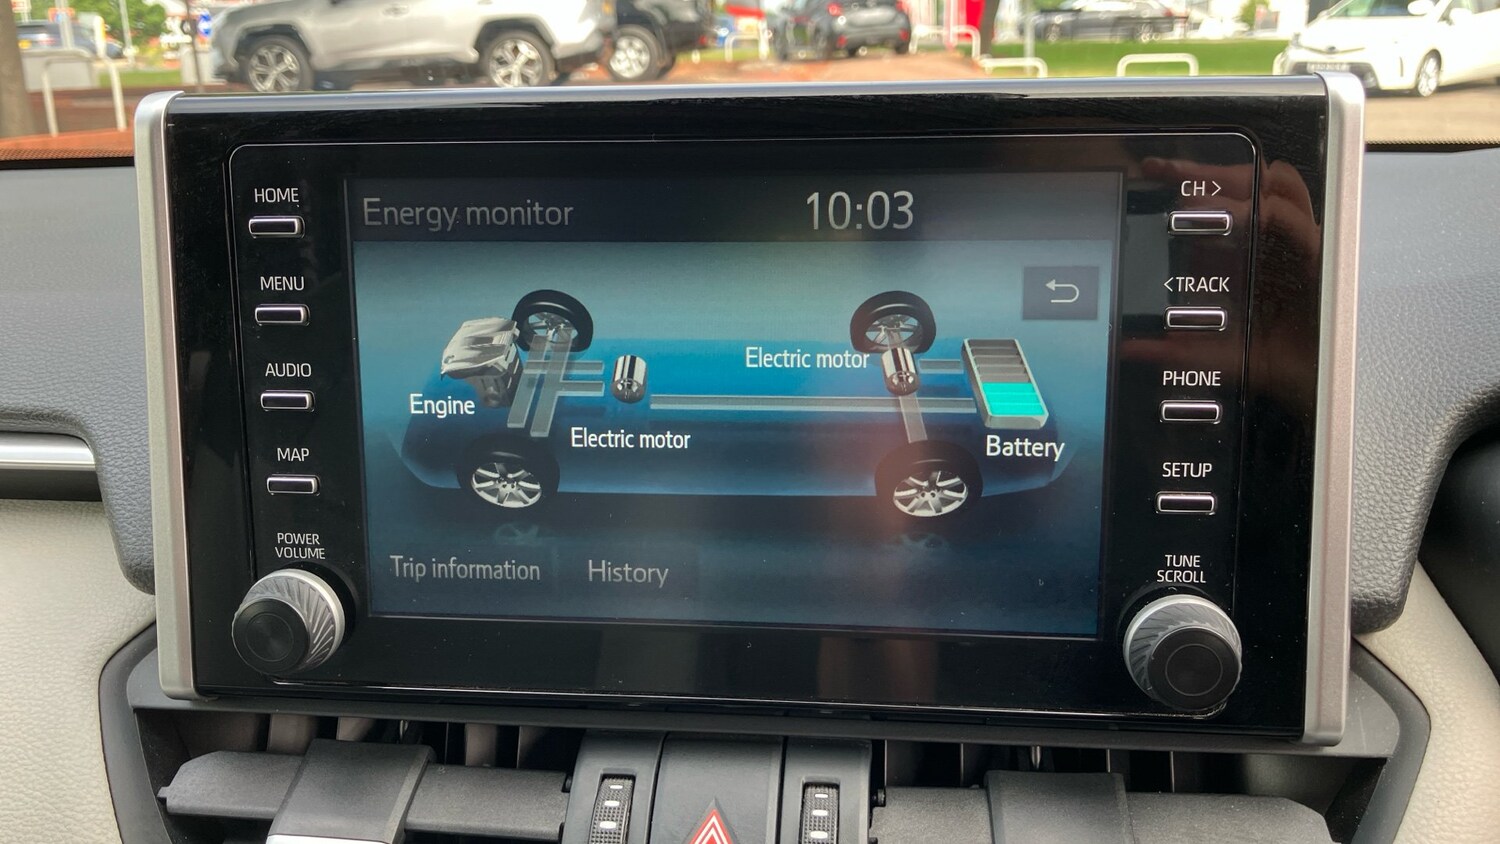 HOME
MENU
AUDIO
MAP
POWER
VOLUME
Energy monitor
10:03
Electric motor
Engine
Electric motor
Battery
Trip information
History
CH >
<TRACK
PHONE
SETUP
TUNE
SCROLL